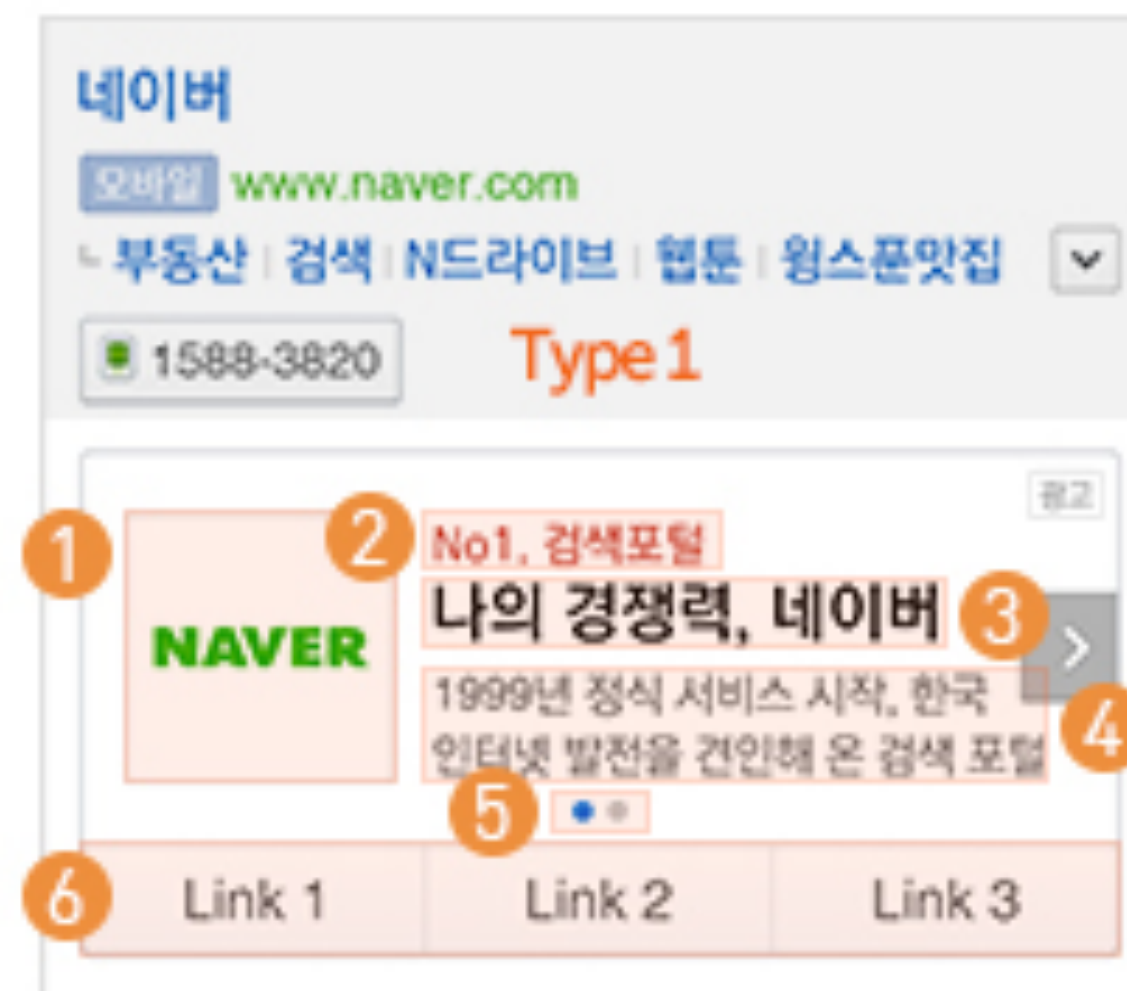 네이버
모바일 www.naver.com
ㄴ 부동산 | 검색 | N드라이브 | 웹툰 | 윙스푼맛집
1588-3820
Type 1
광고
1
2
No1, 검색포털
나의 경쟁력, 네이버
3
NAVER
1999년 정식 서비스 시작, 한국
인터넷 발전을 견인해 온 검색 포털
4
5
6
Link 1
Link 2
Link 3